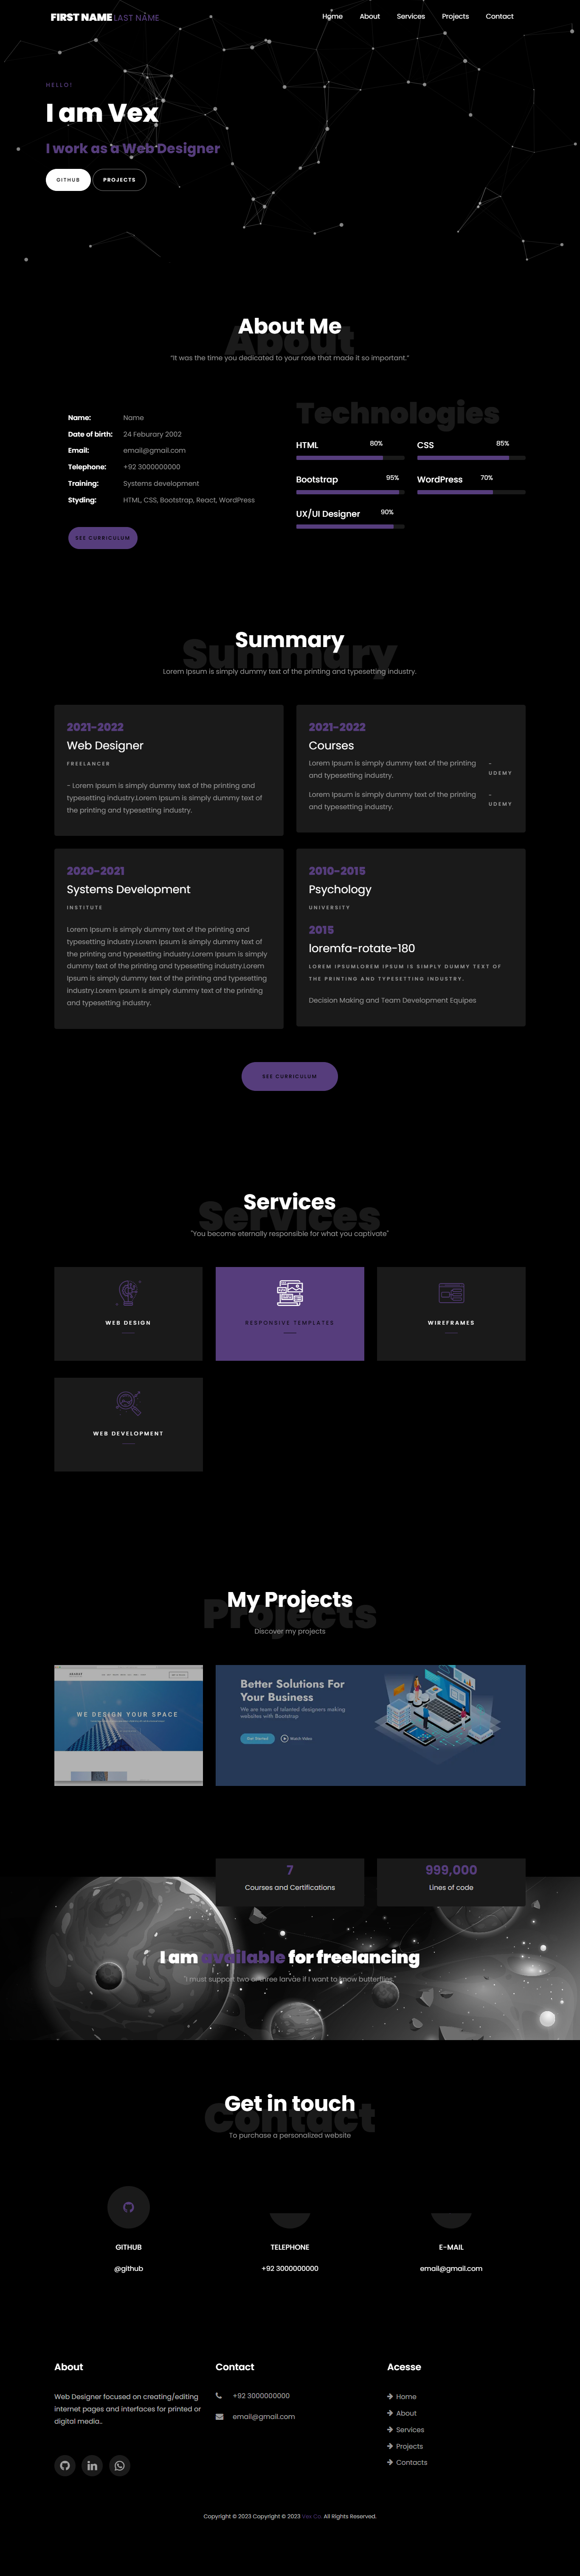 FIRST NAME LAST NAME
Home About Services Projects Contact
HELLO!
I am Vex
I work as a Web Designer
GITHUB PROJECTS
About
About Me
"It was the time you dedicated to your rose that made it so important."
Name: Name
Date of birth: 24 Feburary 2002
Email: email@gmail.com
Telephone: +92 3000000000
Training: Systems development
Styding: HTML, CSS, Bootstrap, React, WordPress
SEE CURRICULUM
Technologies
HTML 80% CSS 85%
Bootstrap 95% WordPress 70%
UX/UI Designer 90%
Summary
Summary
Lorem Ipsum is simply dummy text of the printing and typesetting industry.
2021-2022
Web Designer
FREELANCER
- Lorem Ipsum is simply dummy text of the printing and
typesetting industry.Lorem Ipsum is simply dummy text of
the printing and typesetting industry.
2021-2022
Courses
Lorem Ipsum is simply dummy text of the printing
and typesetting industry.
- UDEMY
Lorem Ipsum is simply dummy text of the printing
and typesetting industry.
- UDEMY
2020-2021
Systems Development
INSTITUTE
Lorem Ipsum is simply dummy text of the printing and
typesetting industry.Lorem Ipsum is simply dummy text of
the printing and typesetting industry.Lorem Ipsum is simply
dummy text of the printing and typesetting industry.Lorem
Ipsum is simply dummy text of the printing and typesetting
industry.Lorem Ipsum is simply dummy text of the printing
and typesetting industry.
2010-2015
Psychology
UNIVERSITY
2015
loremfa-rotate-180
LOREM IPSUMLOREM IPSUM IS SIMPLY DUMMY TEXT OF
THE PRINTING AND TYPESETTING INDUSTRY.
Decision Making and Team Development Equipes
SEE CURRICULUM
Services
Services
"You become eternally responsible for what you captivate"
WEB DESIGN
RESPONSIVE TEMPLATES
WIREFRAMES
WEB DEVELOPMENT
Projects
My Projects
Discover my projects
WE DESIGN YOUR SPACE
Better Solutions For
Your Business
We are team of talented designers making
websites with Bootstrap
Get Started Watch Video
7
Courses and Certifications
999,000
Lines of code
I am available for freelancing
"I must support two or three larvae if I want to know butterflies."
Contact
Get in touch
To purchase a personalized website
GITHUB
@github
TELEPHONE
+92 3000000000
E-MAIL
email@gmail.com
About
Web Designer focused on creating/editing
internet pages and interfaces for printed or
digital media..
Contact
+92 3000000000
email@gmail.com
Acesse
Home
About
Services
Projects
Contacts
Copyright © 2023 Copyright © 2023 Vex Co. All Rights Reserved.